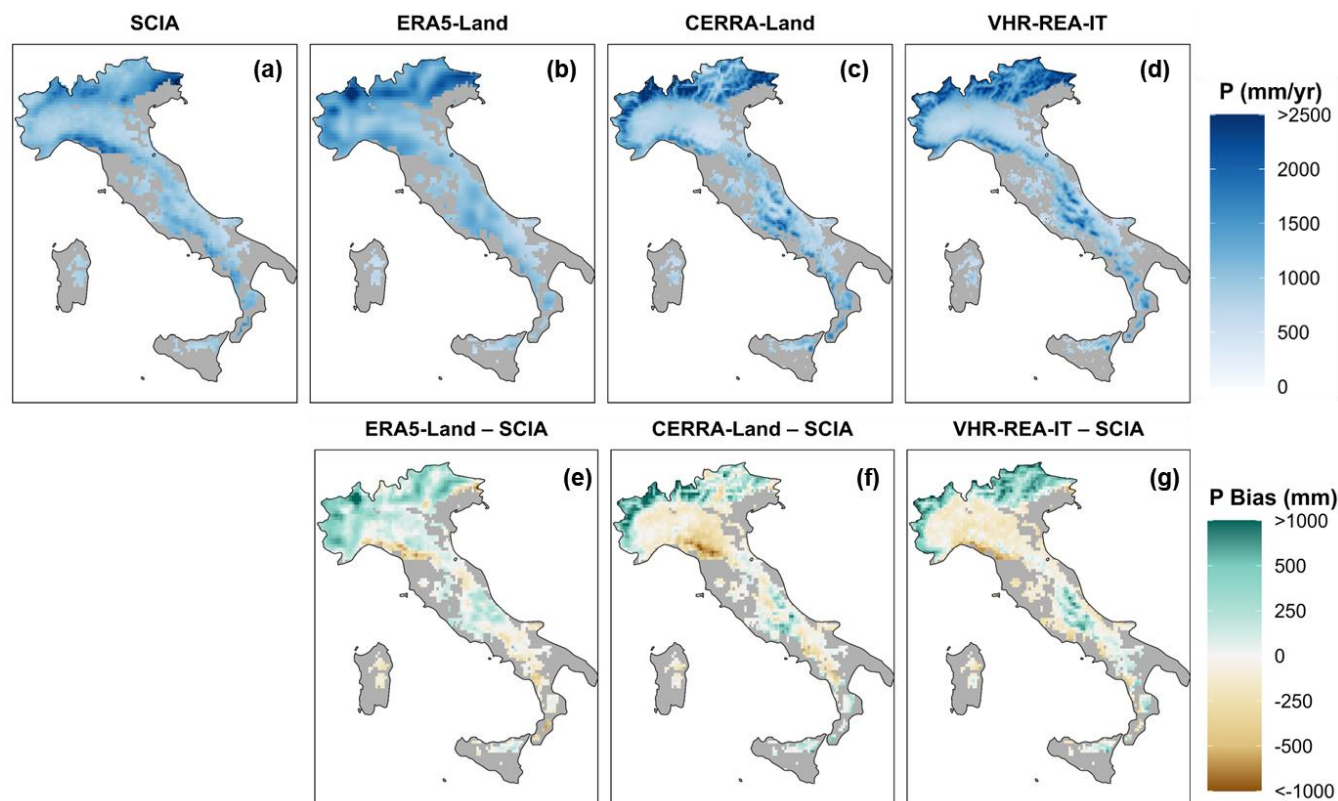 SCIA
ERA5-Land
CERRA-Land
VHR-REA-IT
(a)
(b)
(c)
(d)
P (mm/yr)
>2500
2000
1500
1000
500
0
ERA5-Land – SCIA
CERRA-Land – SCIA
VHR-REA-IT – SCIA
(e)
(f)
(g)
P Bias (mm)
>1000
500
250
0
-250
-500
<-1000